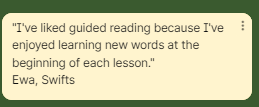 "I've liked guided reading because I've
enjoyed learning new words at the
beginning of each lesson."
Ewa, Swifts